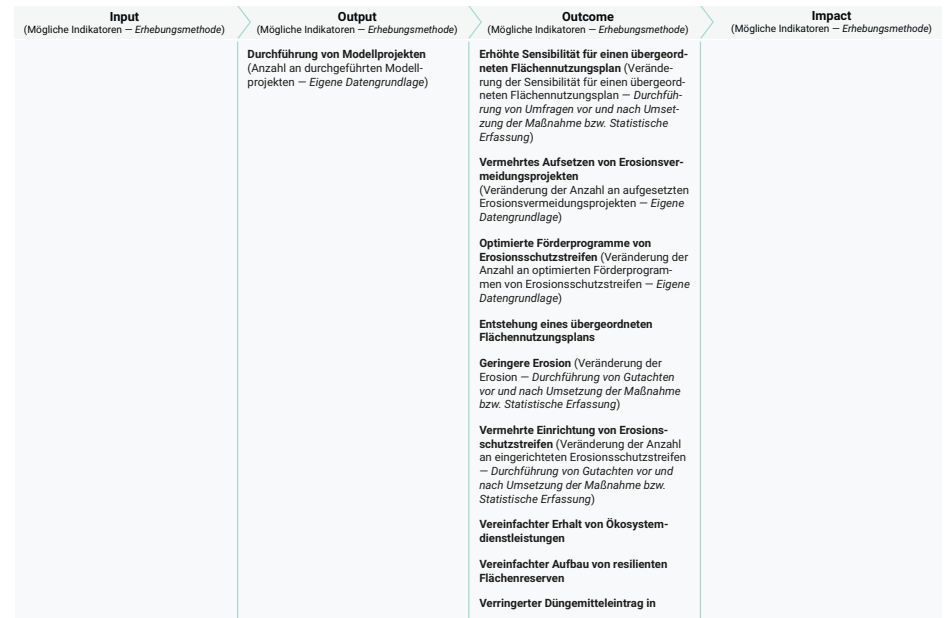 Input
(Mögliche Indikatoren — Erhebungsmethode)
Output
(Mögliche Indikatoren — Erhebungsmethode)
Outcome
(Mögliche Indikatoren — Erhebungsmethode)
Impact
(Mögliche Indikatoren — Erhebungsmethode)
Durchführung von Modellprojekten
(Anzahl an durchgeführten Modell-
projekten — Eigene Datengrundlage)
Erhöhte Sensibilität für einen übergeord-
neten Flächennutzungsplan (Verände-
rung der Sensibilität für einen übergeord-
neten Flächennutzungsplan — Durchfüh-
rung von Umfragen vor und nach Umset-
zung der Maßnahme bzw. Statistische
Erfassung)
Vermehrtes Aufsetzen von Erosionsver-
meidungsprojekten
(Veränderung der Anzahl an aufgesetzten
Erosionsvermeidungsprojekten — Eigene
Datengrundlage)
Optimierte Förderprogramme von
Erosionsschutzstreifen (Veränderung der
Anzahl an optimierten Förderprogram-
men von Erosionsschutzstreifen — Eigene
Datengrundlage)
Entstehung eines übergeordneten
Flächennutzungsplans
Geringere Erosion (Veränderung der
Erosion — Durchführung von Gutachten
vor und nach Umsetzung der Maßnahme
bzw. Statistische Erfassung)
Vermehrte Einrichtung von Erosions-
schutzstreifen (Veränderung der Anzahl
an eingerichteten Erosionsschutzstreifen
— Durchführung von Gutachten vor und
nach Umsetzung der Maßnahme bzw.
Statistische Erfassung)
Vereinfachter Erhalt von Ökosystem-
dienstleistungen
Vereinfachter Aufbau von resilienten
Flächenreserven
Verringerter Düngemitteleintrag in